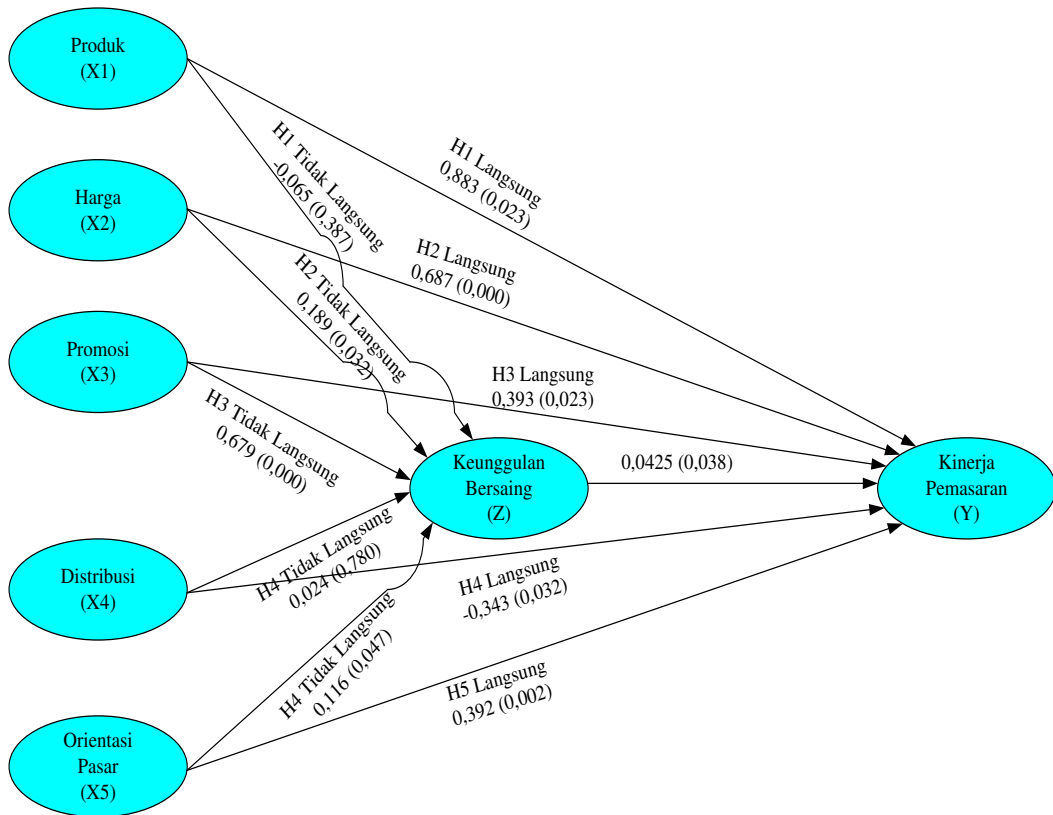 Produk
(X1)
H1 Langsung
0,883 (0,023)
H1 Tidak Langsung
-0,065 (0,387)
Harga
(X2)
H2 Langsung
0,687 (0,000)
H2 Tidak Langsung
0,189 (0,032)
Promosi
(X3)
H3 Langsung
0,393 (0,023)
H3 Tidak Langsung
0,679 (0,000)
Keunggulan
Bersaing
(Z)
0,0425 (0,038)
Kinerja
Pemasaran
(Y)
Distribusi
(X4)
H4 Tidak Langsung
0,024 (0,780)
H4 Langsung
-0,343 (0,032)
H4 Tidak Langsung
0,116 (0,047)
H5 Langsung
0,392 (0,002)
Orientasi
Pasar
(X5)